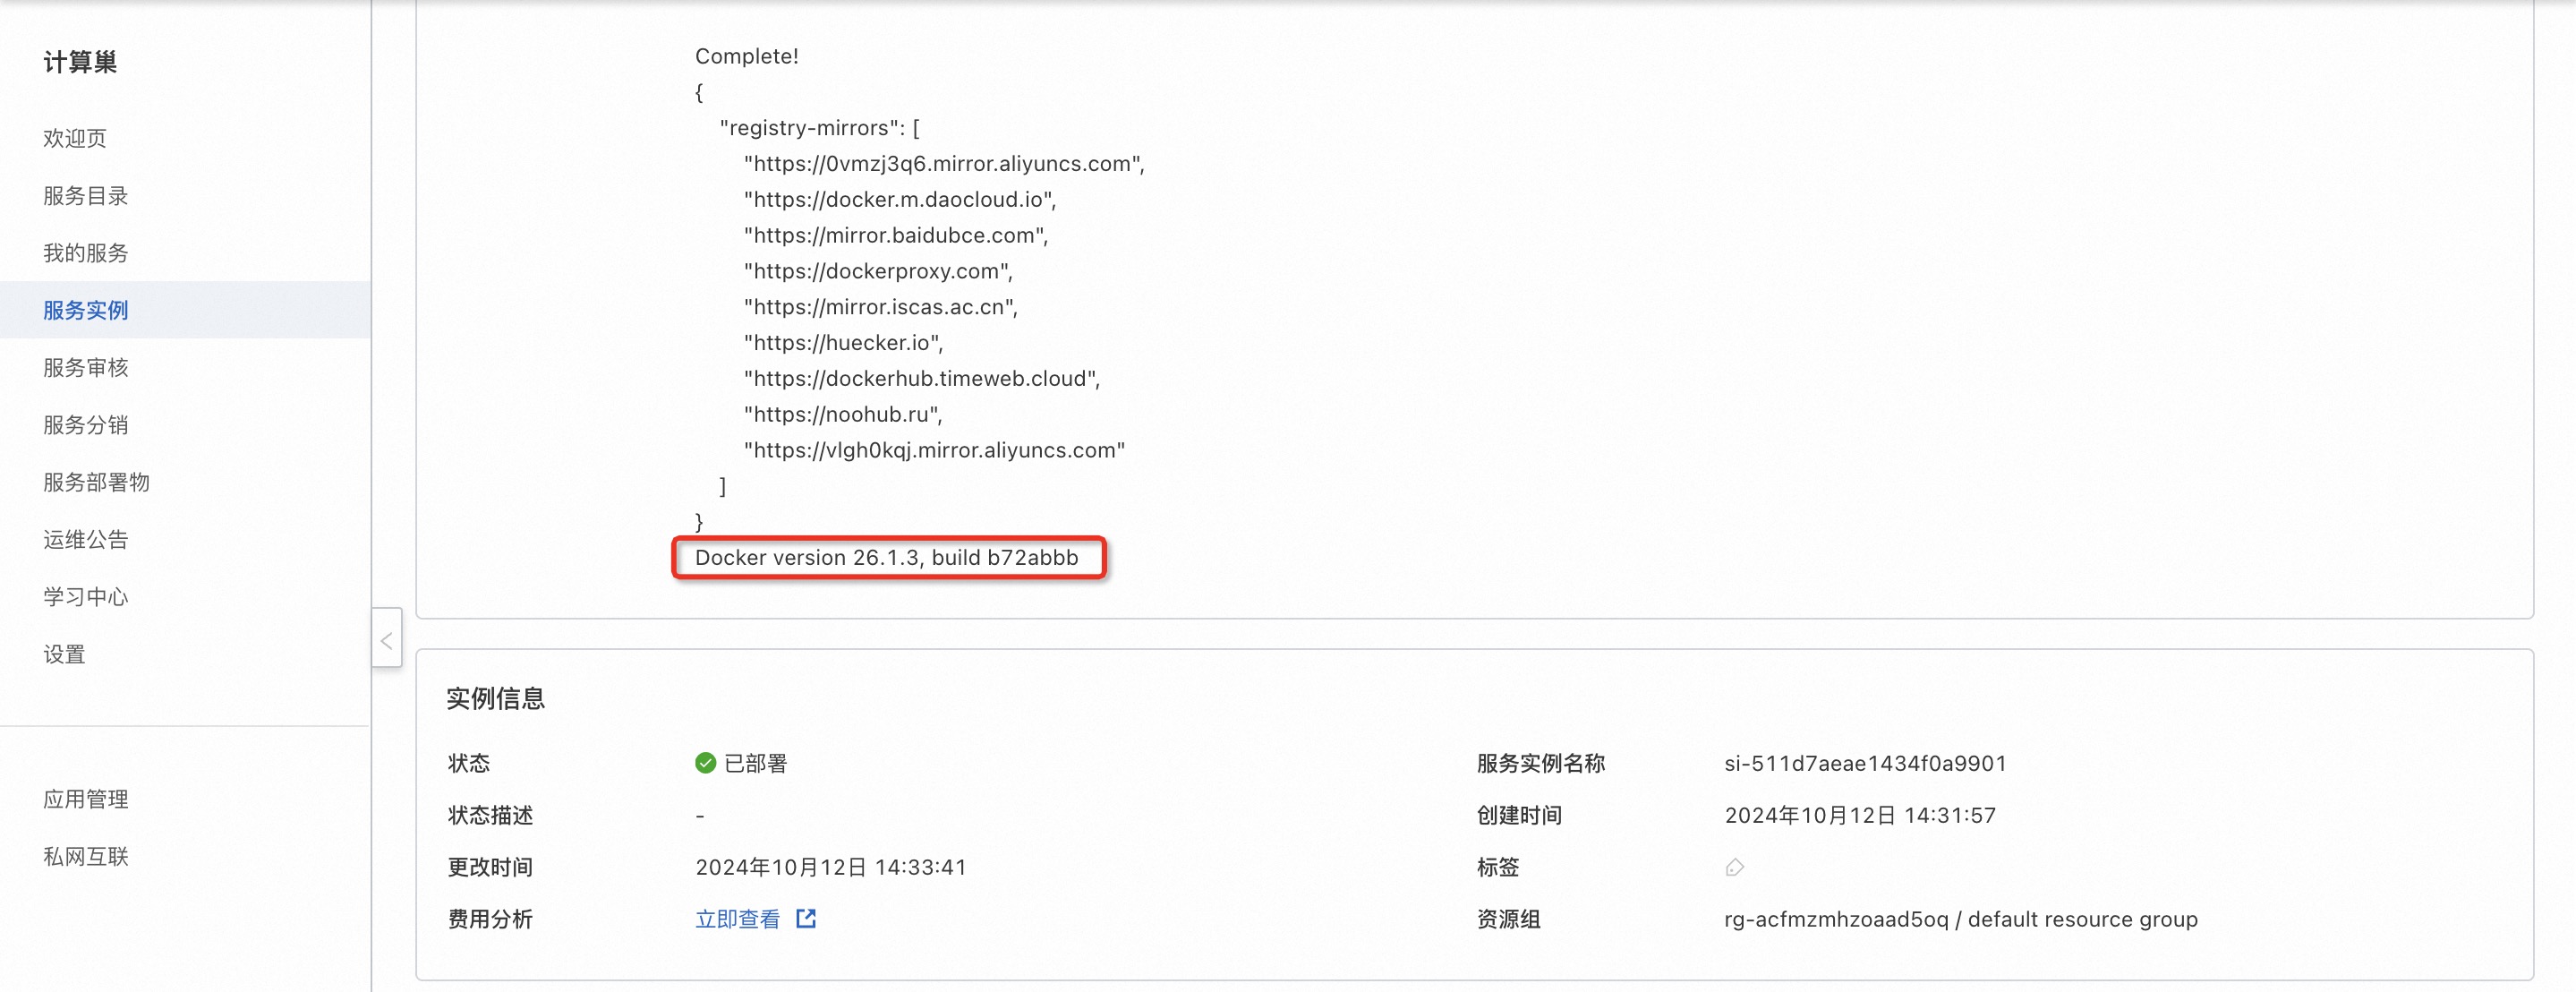 计算巢
欢迎页
服务目录
我的服务
服务实例
服务审核
服务分销
服务部署物
运维公告
学习中心
设置
应用管理
私网互联
Complete!
{
"registry-mirrors": [
"https://0vmzj3q6.mirror.aliyuncs.com",
"https://docker.m.daocloud.io",
"https://mirror.baidubce.com",
"https://dockerproxy.com",
"https://mirror.iscas.ac.cn",
"https://huecker.io",
"https://dockerhub.timeweb.cloud",
"https://noohub.ru",
"https://vlgh0kqj.mirror.aliyuncs.com"
]
}
Docker version 26.1.3, build b72abbb
实例信息
状态 已部署 服务实例名称 si-511d7aeae1434f0a9901
状态描述 - 创建时间 2024年10月12日 14:31:57
更改时间 2024年10月12日 14:33:41 标签
费用分析 立即查看 资源组 rg-acfmzmhzoaad5oq / default resource group